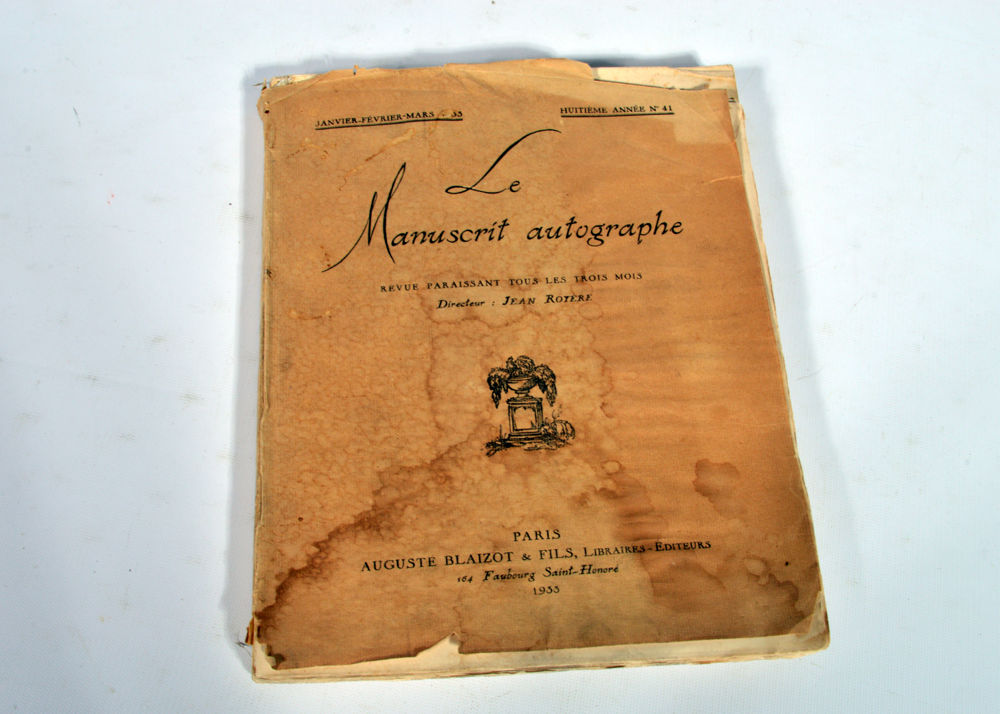 JANVIER-FÉVRIER-MARS 33
HUITIÈME ANNÉE N° 41
Le
Manuscrit autographe
REVUE PARAISSANT TOUS LES TROIS MOIS
Directeur : JEAN ROYÈRE
PARIS
AUGUSTE BLAIZOT & FILS, LIBRAIRES-ÉDITEURS
164 Faubourg Saint-Honoré
1933